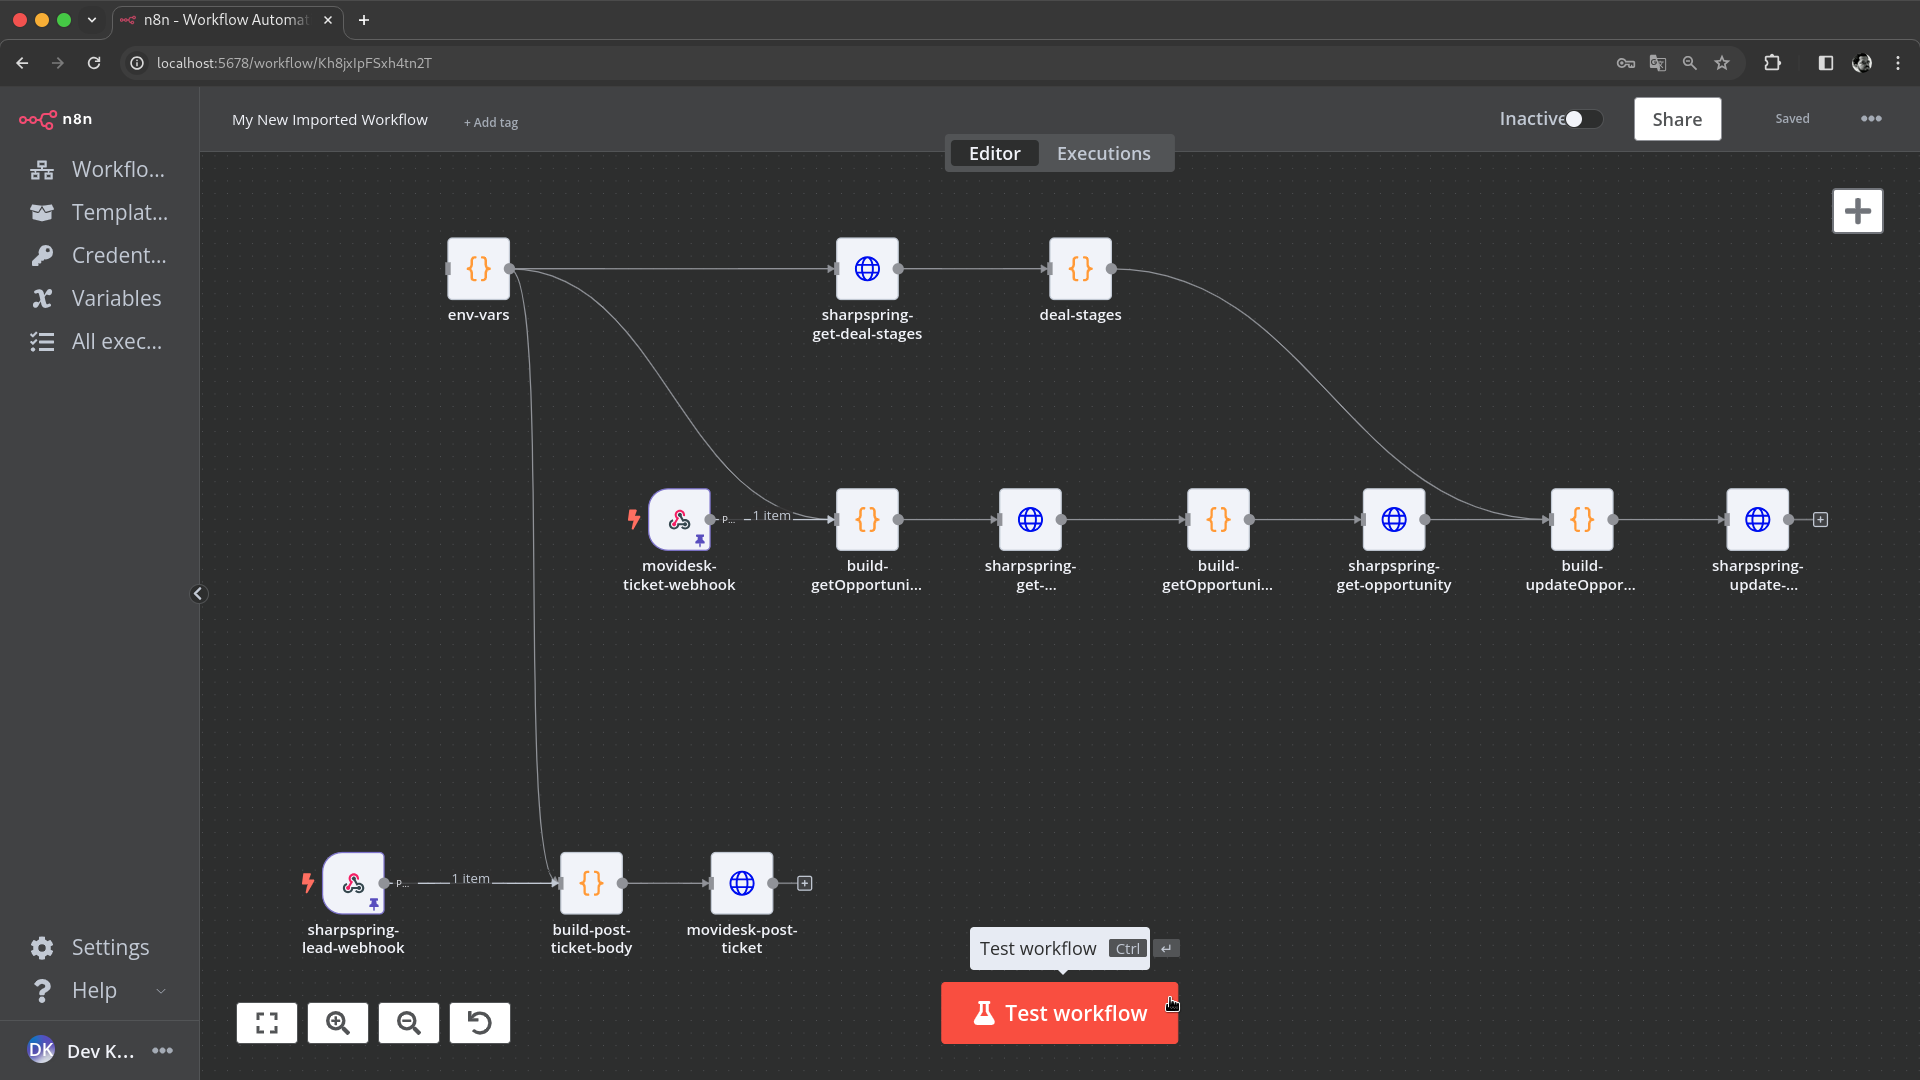 n8n - Workflow Automat
localhost:5678/workflow/Kh8jxIpFSxh4tn2T
n8n
My New Imported Workflow
+ Add tag
Inactive
Share
Saved
Editor
Executions
Workflo...
Templat...
Credent...
Variables
All exec...
env-vars
sharpspring-
get-deal-stages
deal-stages
P...
1 item
movidesk-
ticket-webhook
build-
getOpportuni...
sharpspring-
get-...
build-
getOpportuni...
sharpspring-
get-opportunity
build-
updateOppor...
sharpspring-
update-...
P...
1 item
sharpspring-
lead-webhook
build-post-
ticket-body
movidesk-post-
ticket
Test workflow Ctrl ↵
Test workflow
Settings
Help
DK
Dev K...